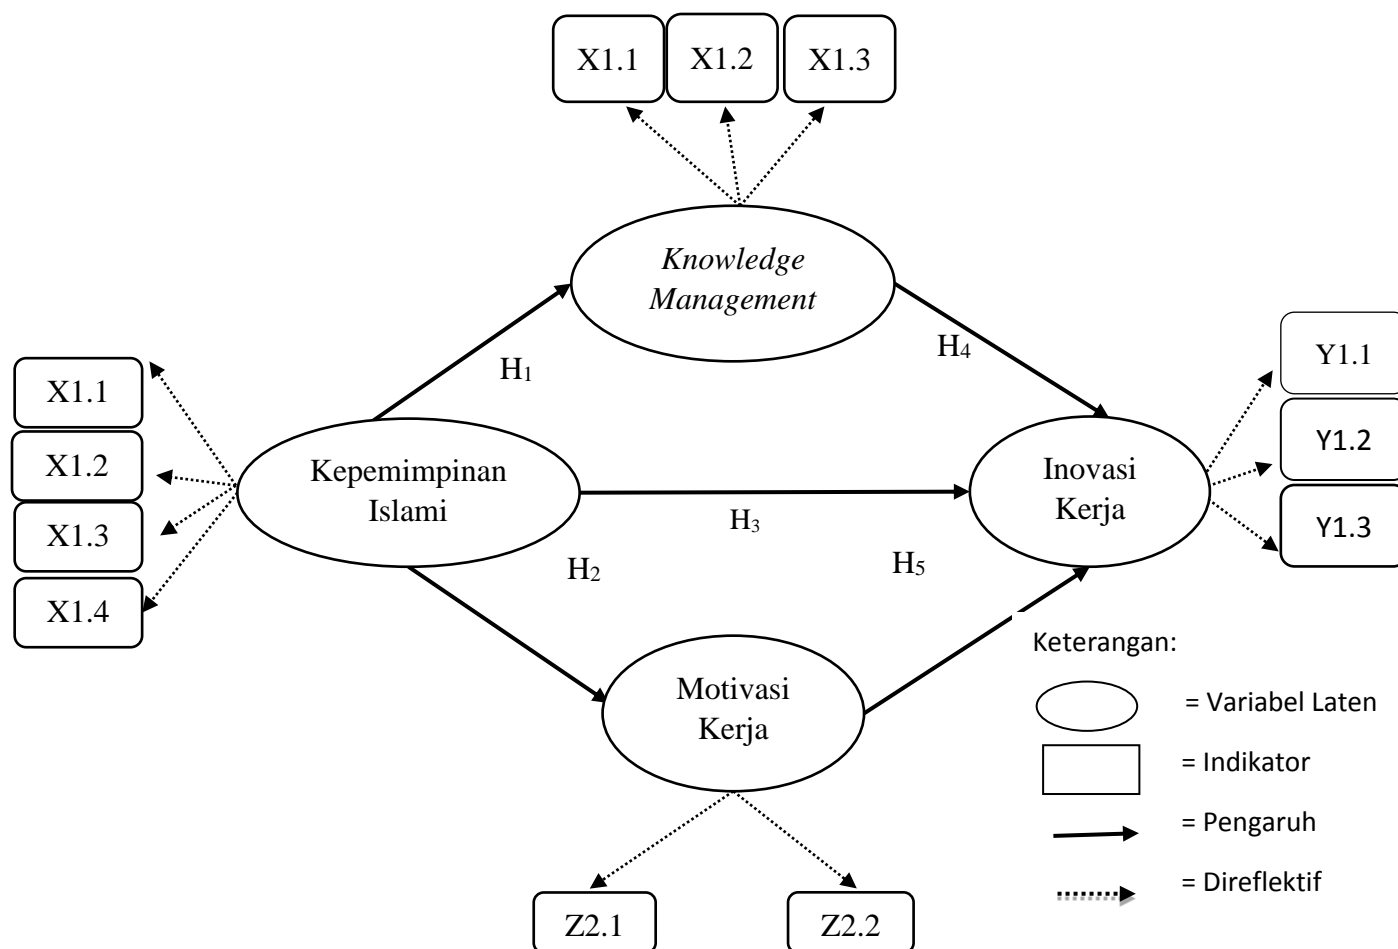 X1.1
X1.2
X1.3
Knowledge
Management
H1
H4
X1.1
X1.2
X1.3
X1.4
Kepemimpinan
Islami
H3
Inovasi
Kerja
Y1.1
Y1.2
Y1.3
H2
H5
Motivasi
Kerja
Z2.1
Z2.2
Keterangan:
= Variabel Laten
= Indikator
= Pengaruh
= Direflektif